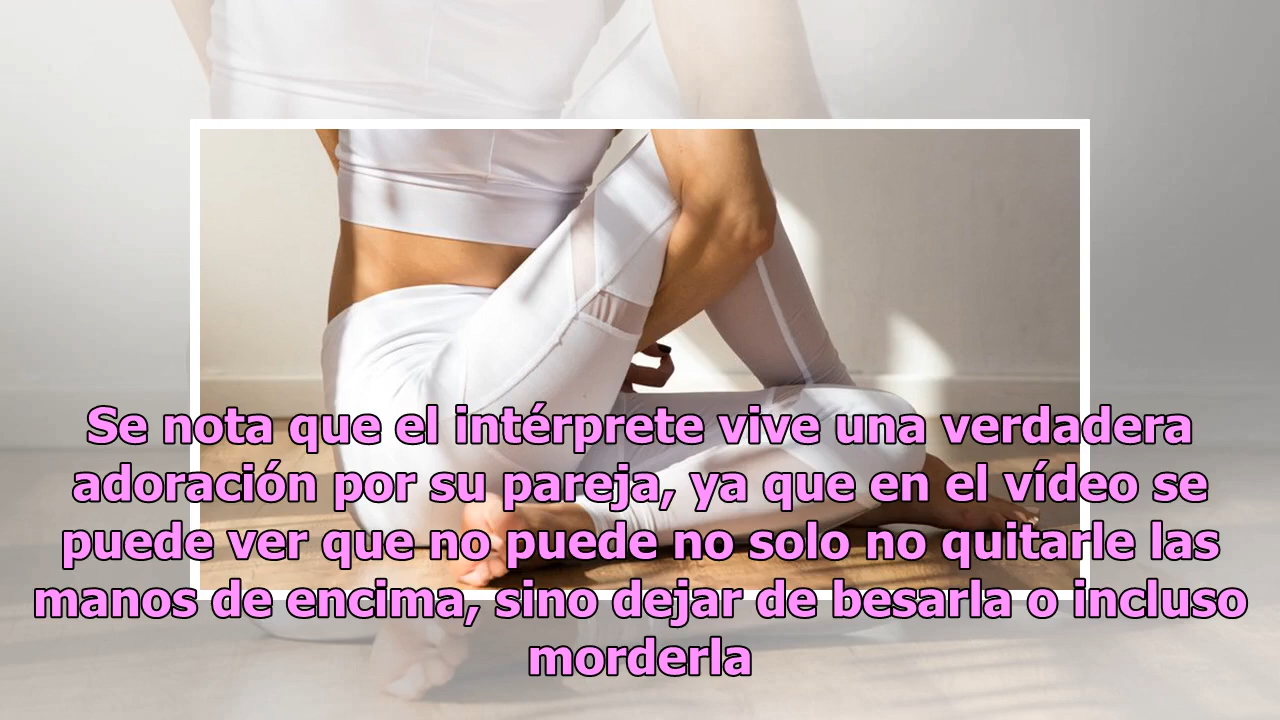 Se nota que el intérprete vive una verdadera
adoración por su pareja, ya que en el vídeo se
puede ver que no puede no solo no quitarle las
manos de encima, sino dejar de besarla o incluso
morderla